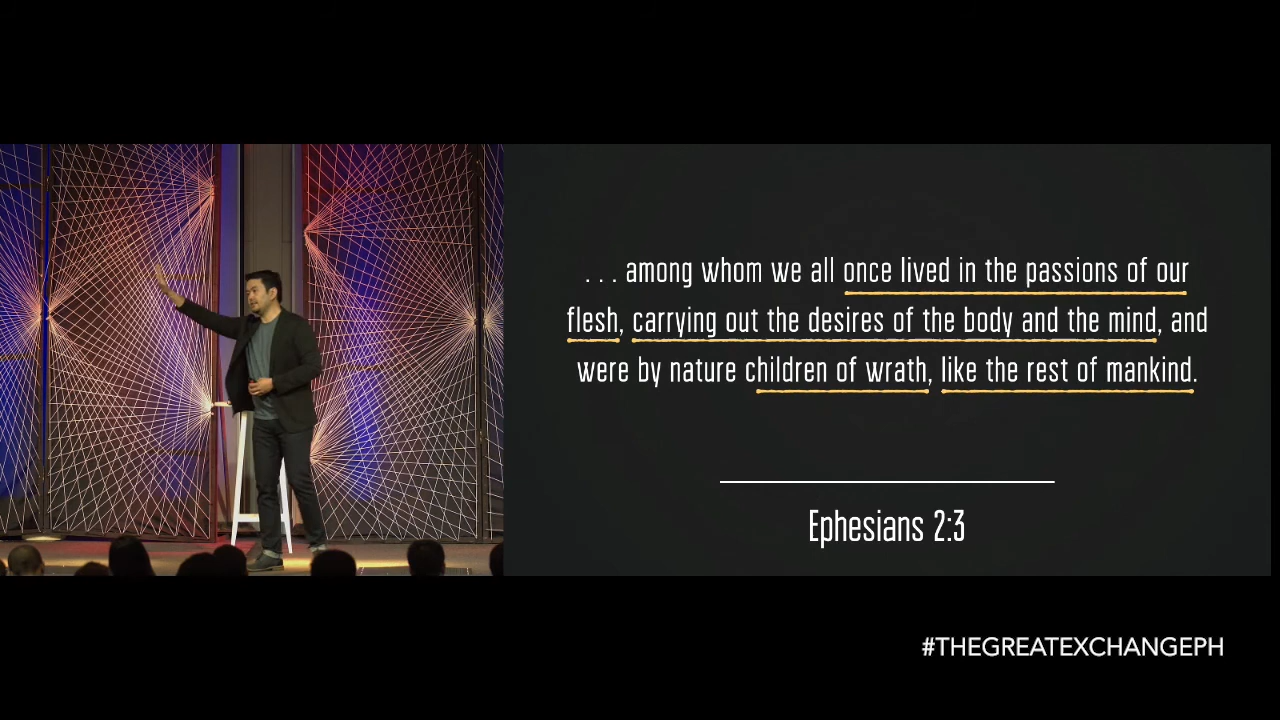 . . . among whom we all once lived in the passions of our
flesh, carrying out the desires of the body and the mind, and
were by nature children of wrath, like the rest of mankind.
Ephesians 2:3
#THEGREATEXCHANGEPH